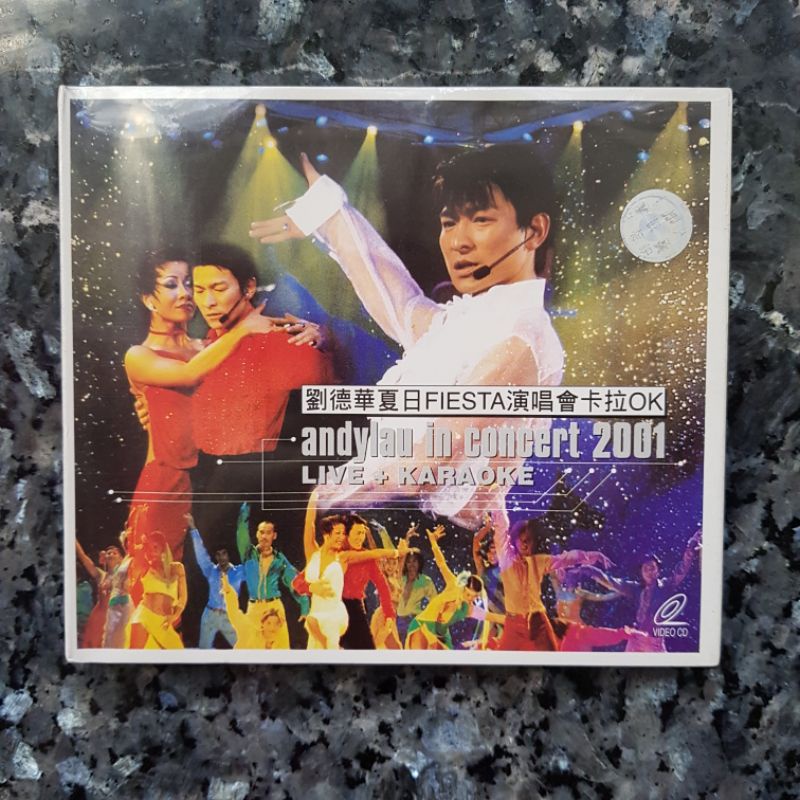 劉德華夏日FIESTA演唱會卡拉OK
andylau in concert 2001
LIVE + KARAOKE
VIDEO CD